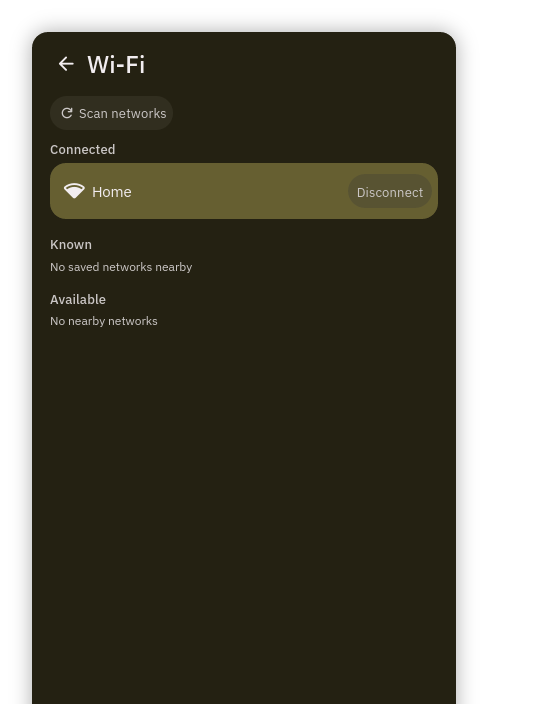 Wi-Fi
Scan networks
Connected
Home
Disconnect
Known
No saved networks nearby
Available
No nearby networks